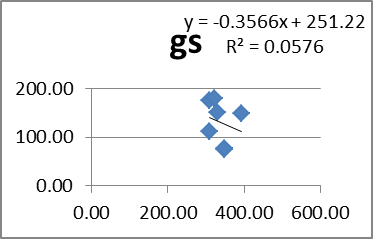 y = -0.3566x + 251.22
gs
R² = 0.0576
200.00
100.00
0.00
0.00 200.00 400.00 600.00